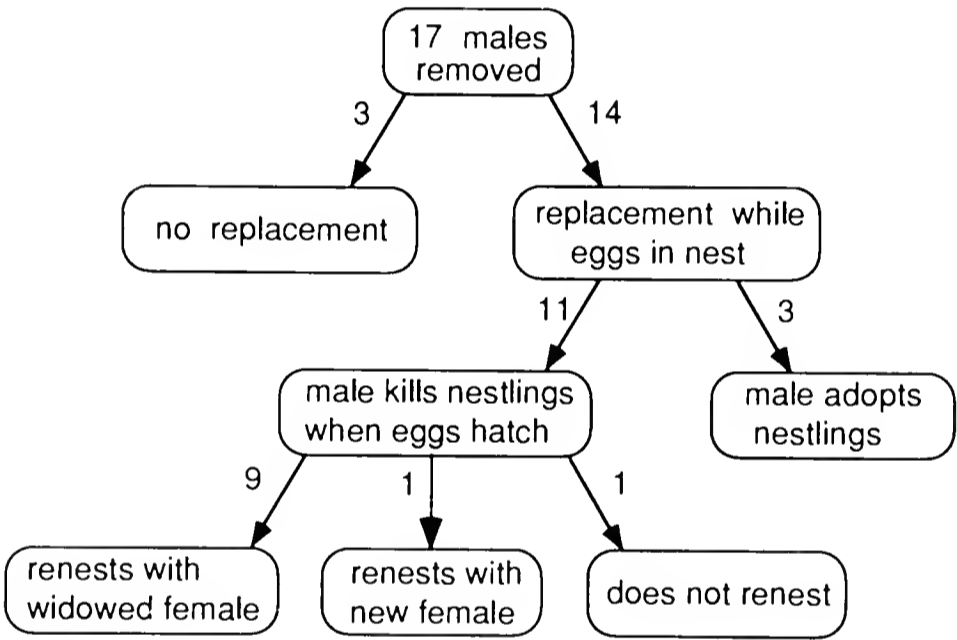 17 males
removed
3
14
no replacement
replacement while
eggs in nest
11
3
male kills nestlings
when eggs hatch
male adopts
nestlings
9
1
1
renests with
widowed female
renests with
new female
does not renest